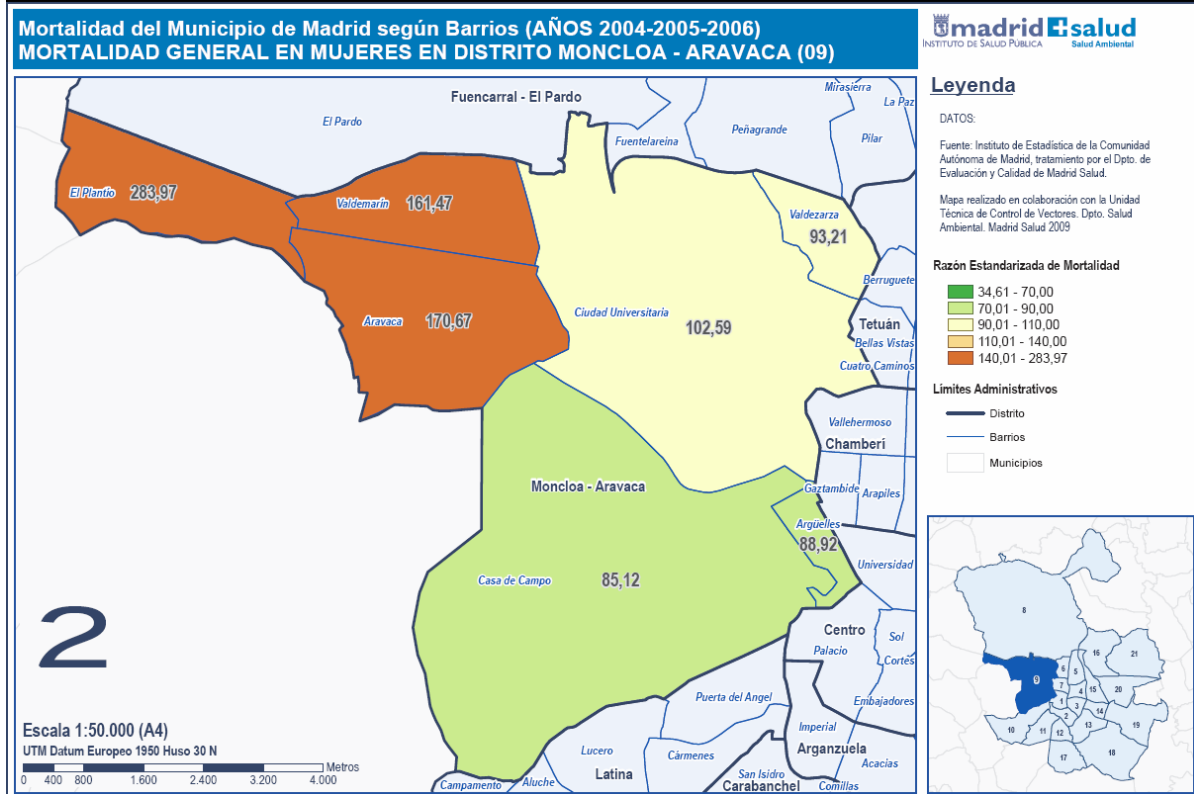 Mortalidad del Municipio de Madrid según Barrios (AÑOS 2004-2005-2006)
MORTALIDAD GENERAL EN MUJERES EN DISTRITO MONCLOA - ARAVACA (09)
madrid salud
INSTITUTO DE SALUD PÚBLICA
Salud Ambiental
Leyenda
DATOS:
Fuente: Instituto de Estadística de la Comunidad
Autónoma de Madrid, tratamiento por el Dpto. de
Evaluación y Calidad de Madrid Salud.
Mapa realizado en colaboración con la Unidad
Técnica de Control de Vectores. Dpto. Salud
Ambiental. Madrid Salud 2009
Razón Estandarizada de Mortalidad
34,61 - 70,00
70,01 - 90,00
90,01 - 110,00
110,01 - 140,00
140,01 - 283,97
Limites Administrativos
Distrito
Barrios
Municipios
Fuencarral - El Pardo
El Pardo
Mirasierra
La Paz
Fuentelareina
Peñagrande
Pilar
El Plantío
283,97
Valdemarín
161,47
Valdezarza
93,21
Berruguete
Aravaca
170,67
Ciudad Universitaria
102,59
Tetuán
Bellas Vistas
Cuatro Caminos
Vallehermoso
Chamberí
Gaztambide
Arapiles
Moncloa - Aravaca
Argüelles
88,92
Universidad
Casa de Campo
85,12
Centro
Palacio
Sol
Cortés
Puerta del Angel
Embajadores
Imperial
Arganzuela
Acacias
Lucero
Cármenes
Latina
San Isidro
Carabanchel
Comillas
Campamento
Aluche
2
Escala 1:50.000 (A4)
UTM Datum Europeo 1950 Huso 30 N
Metros
0 400 800 1.600 2.400 3.200 4.000
8
9
16
21
6
5
7
4
15
20
1
3
2
14
13
19
10
11
12
17
18